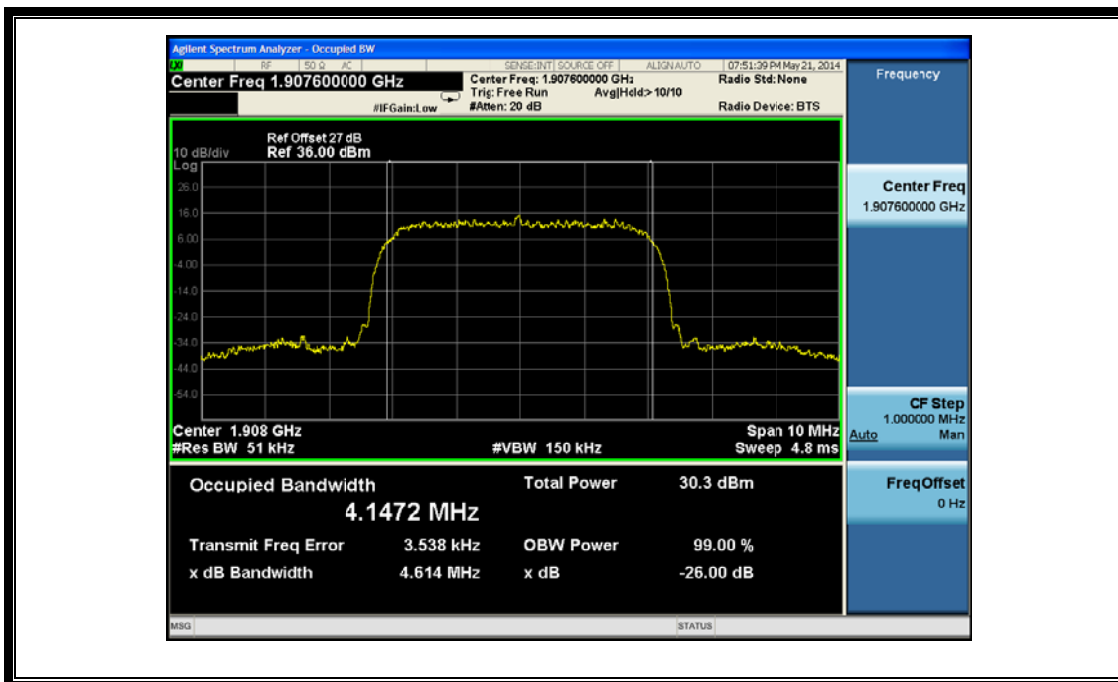 Agilent Spectrum Analyzer - Occupied BW
LXI RF 50 Ω AC SENSE:INT SOURCE OFF ALIGNAUTO 07:51:39 PM May 21, 2014
Center Freq 1.907600000 GHz
Center Freq: 1.907600000 GHz
Radio Std: None
Trig: Free Run Avg|Hold:> 10/10
#IFGain:Low #Atten: 20 dB Radio Device: BTS
Ref Offset 27 dB
10 dB/div Ref 36.00 dBm
Log
26.0
16.0
6.00
-4.00
-14.0
-24.0
-34.0
-44.0
-54.0
Center 1.908 GHz Span 10 MHz
#Res BW 51 kHz #VBW 150 kHz Sweep 4.8 ms
Occupied Bandwidth Total Power 30.3 dBm
4.1472 MHz
Transmit Freq Error 3.538 kHz OBW Power 99.00 %
x dB Bandwidth 4.614 MHz x dB -26.00 dB
Frequency
Center Freq
1.907600000 GHz
CF Step
1.000000 MHz
Auto Man
FreqOffset
0 Hz
MSG STATUS